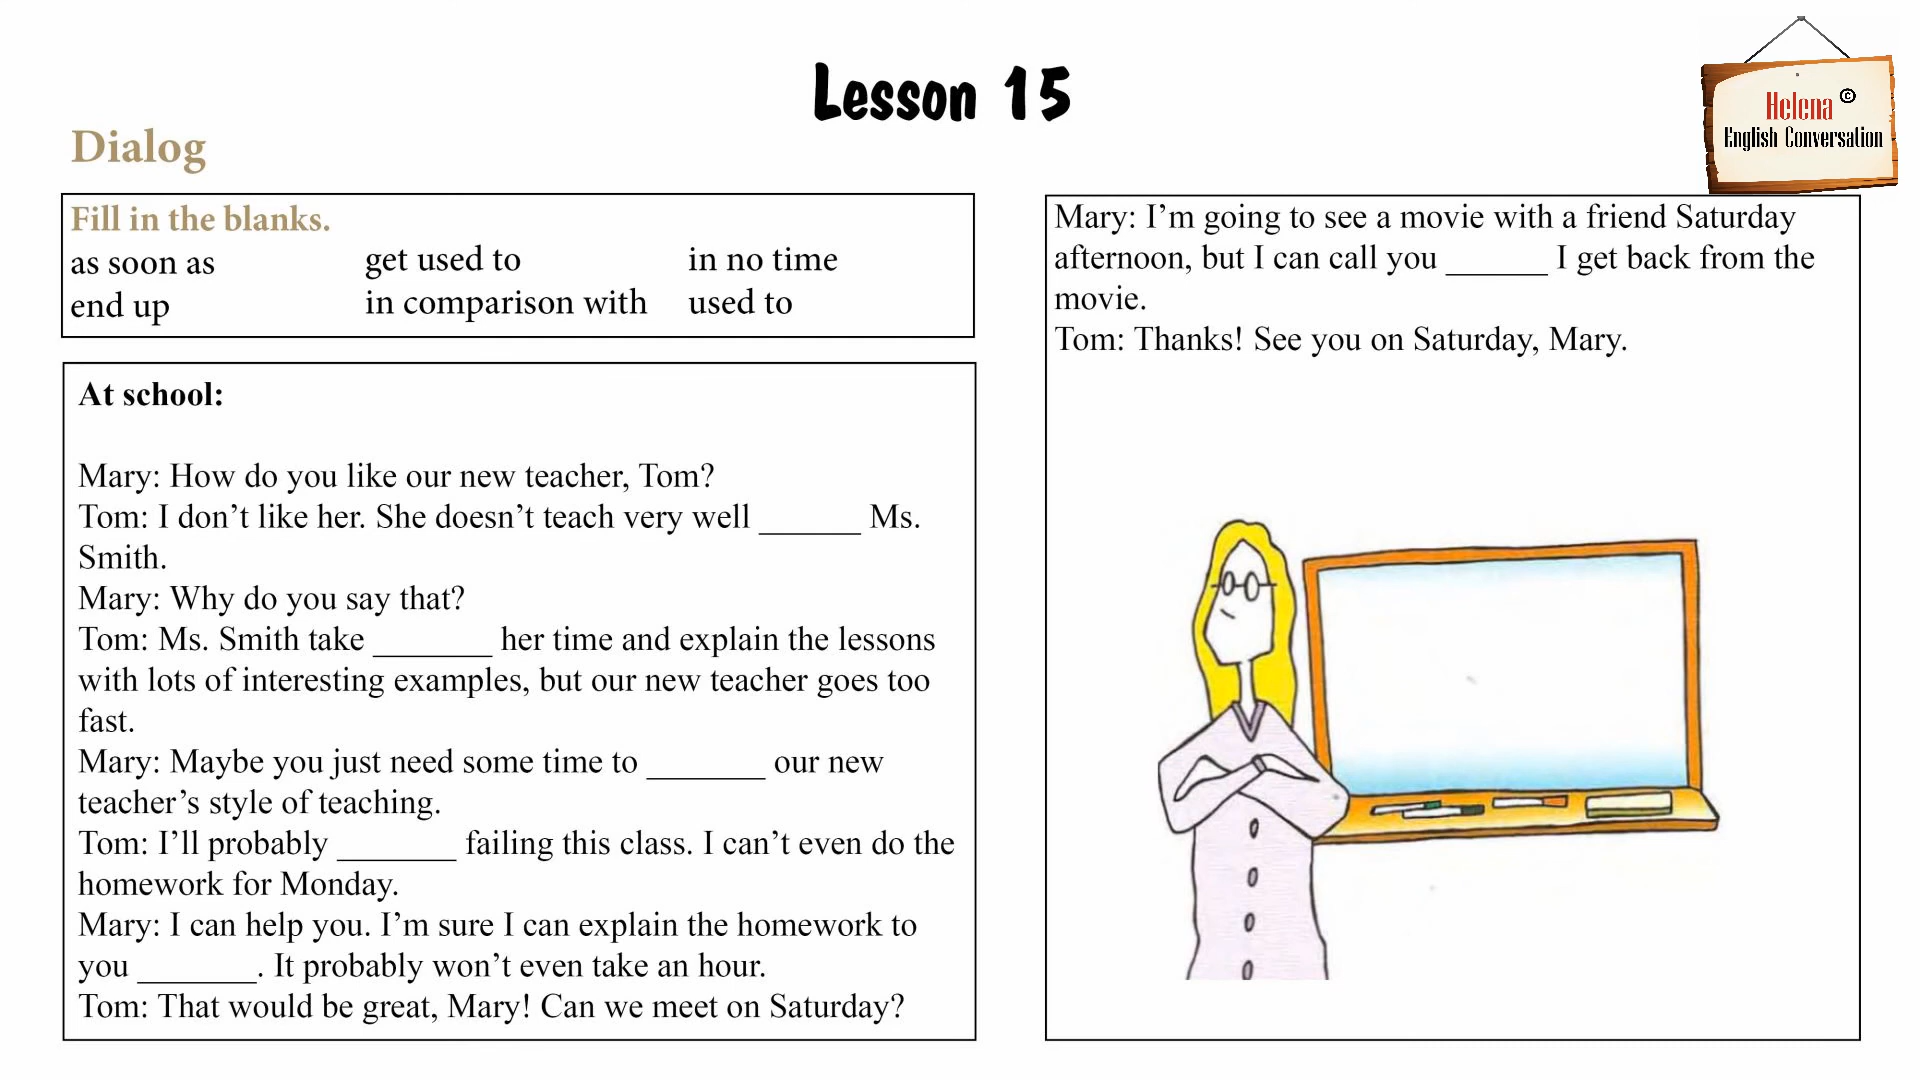 Lesson 15
Helena ©
English Conversation
Dialog
Fill in the blanks.
as soon as
get used to
in no time
end up
in comparison with
used to
At school:
Mary: How do you like our new teacher, Tom?
Tom: I don’t like her. She doesn’t teach very well ______ Ms.
Smith.
Mary: Why do you say that?
Tom: Ms. Smith take _______ her time and explain the lessons
with lots of interesting examples, but our new teacher goes too
fast.
Mary: Maybe you just need some time to _______ our new
teacher’s style of teaching.
Tom: I’ll probably _______ failing this class. I can’t even do the
homework for Monday.
Mary: I can help you. I’m sure I can explain the homework to
you _______. It probably won’t even take an hour.
Tom: That would be great, Mary! Can we meet on Saturday?
Mary: I’m going to see a movie with a friend Saturday
afternoon, but I can call you ______ I get back from the
movie.
Tom: Thanks! See you on Saturday, Mary.